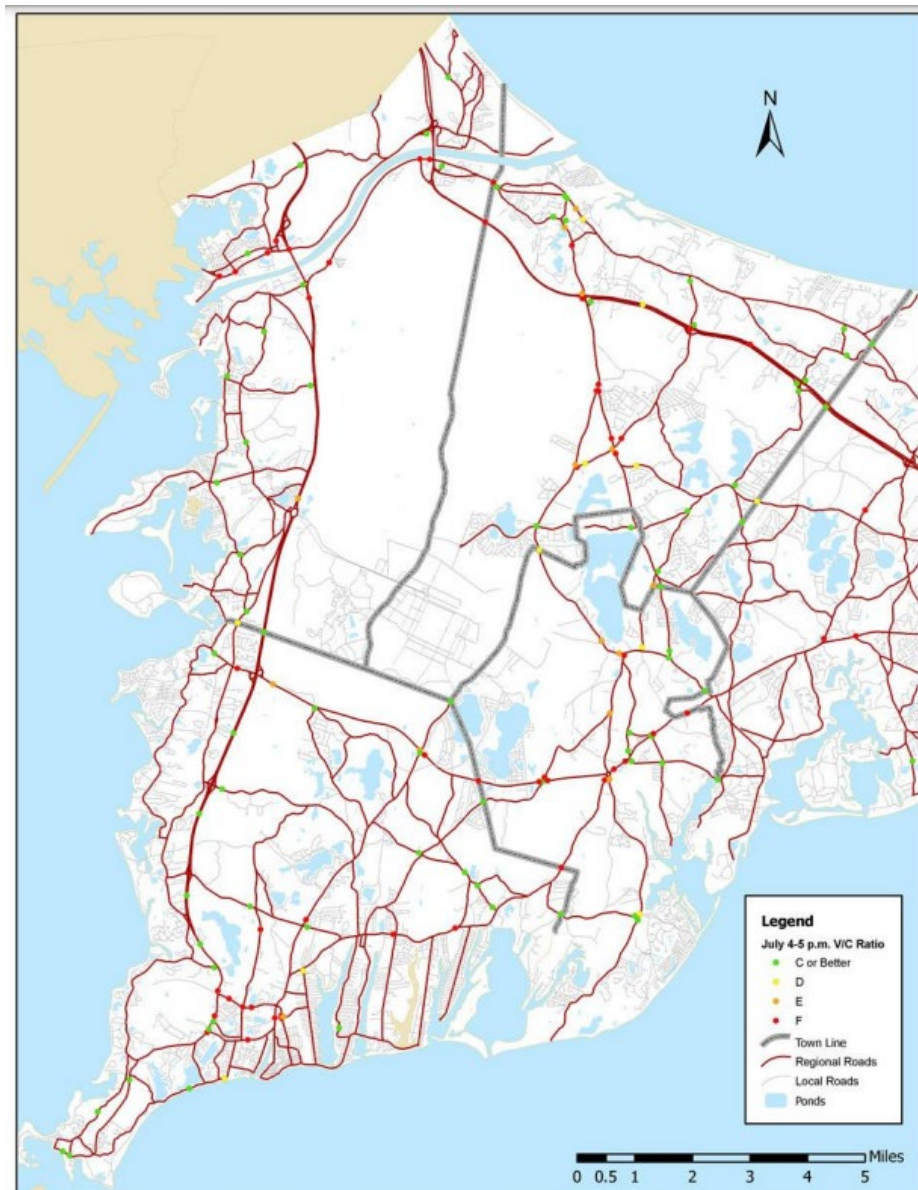 N
Legend
July 4-5 p.m. V/C Ratio
C or Better
D
E
F
Town Line
Regional Roads
Local Roads
Ponds
Miles
0 0.5 1 2 3 4 5